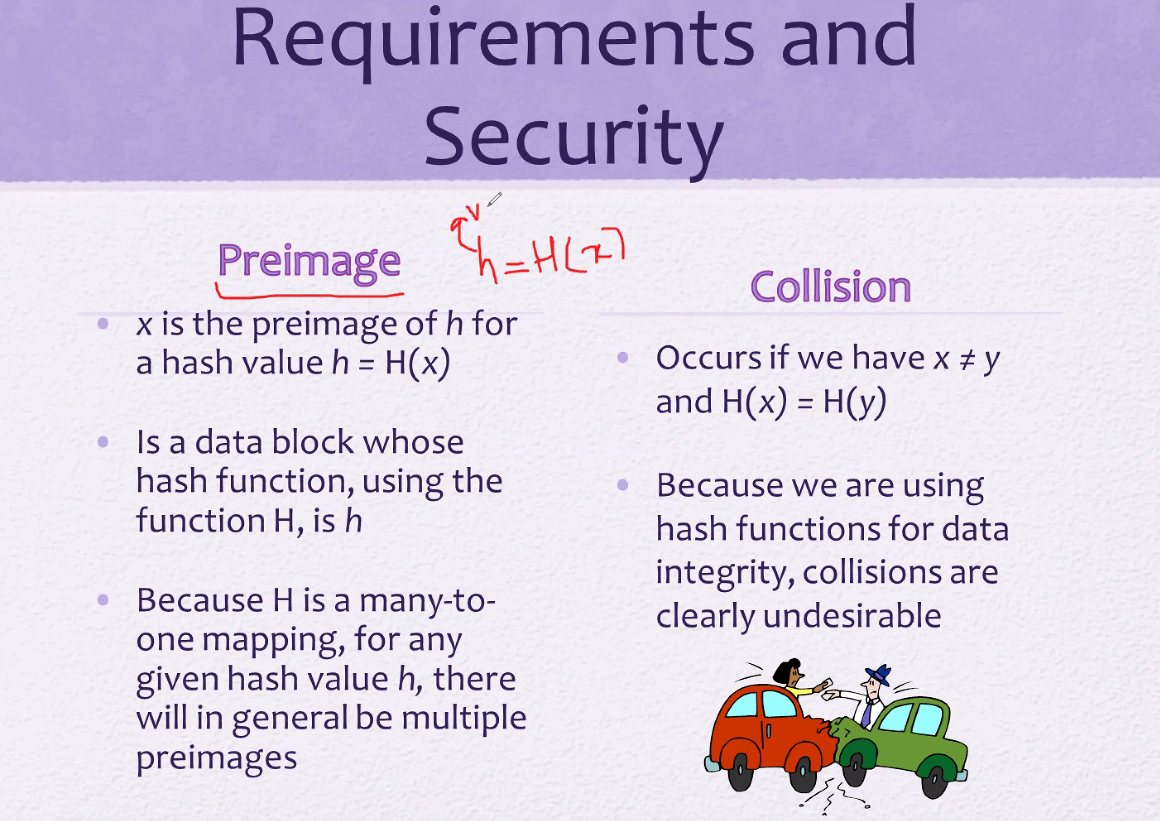 Requirements and
Security
h = H(x)
Preimage
• x is the preimage of h for
a hash value h = H(x)
• Is a data block whose
hash function, using the
function H, is h
• Because H is a many-to-
one mapping, for any
given hash value h, there
will in general be multiple
preimages
Collision
• Occurs if we have x ≠ y
and H(x) = H(y)
• Because we are using
hash functions for data
integrity, collisions are
clearly undesirable